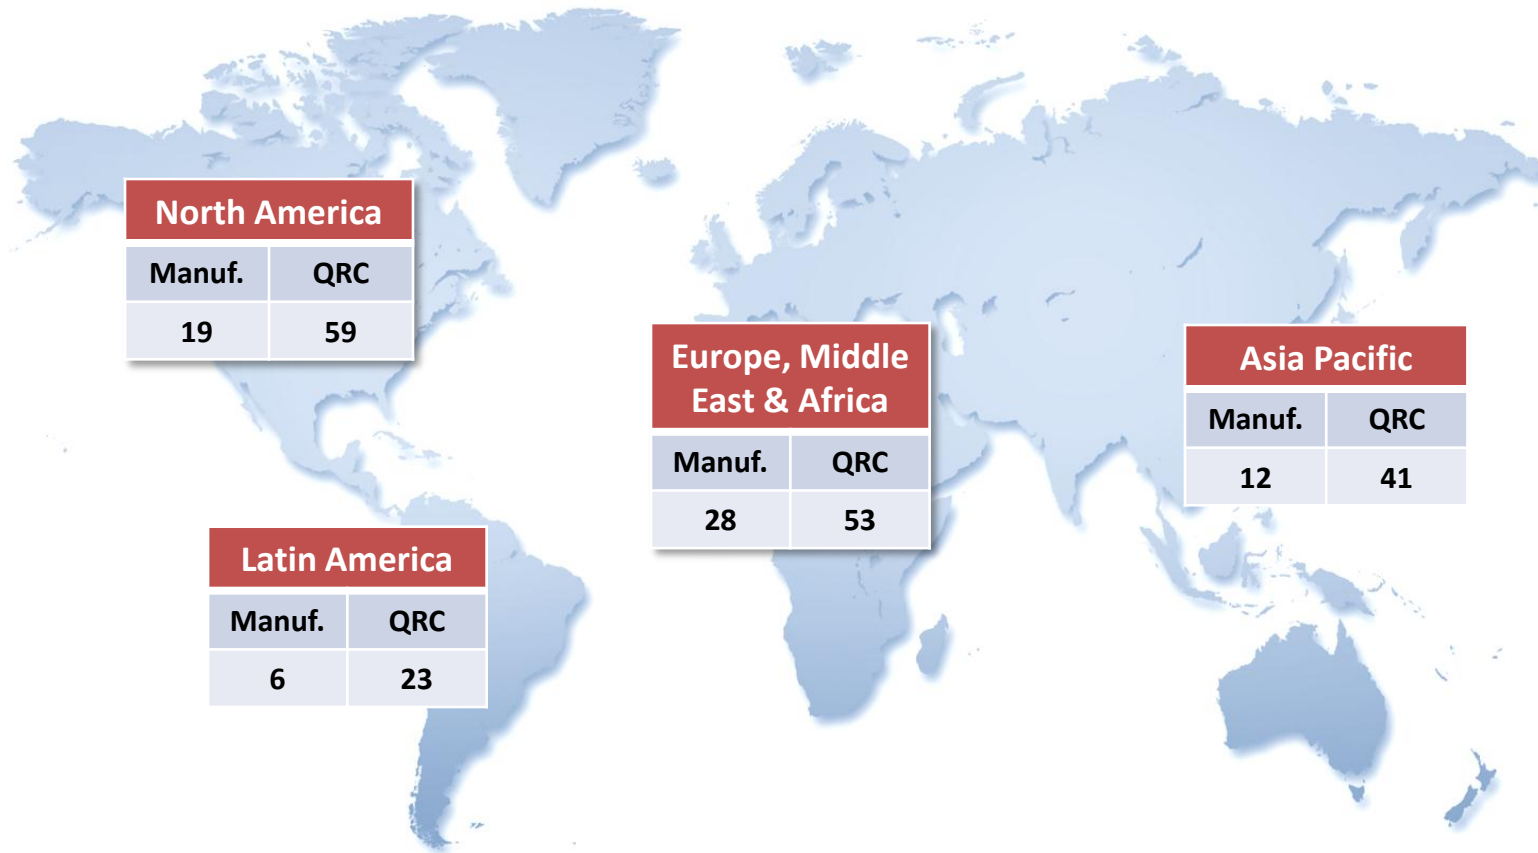 North America
Manuf. QRC
19 59
Europe, Middle
East & Africa
Manuf. QRC
28 53
Asia Pacific
Manuf. QRC
12 41
Latin America
Manuf. QRC
6 23